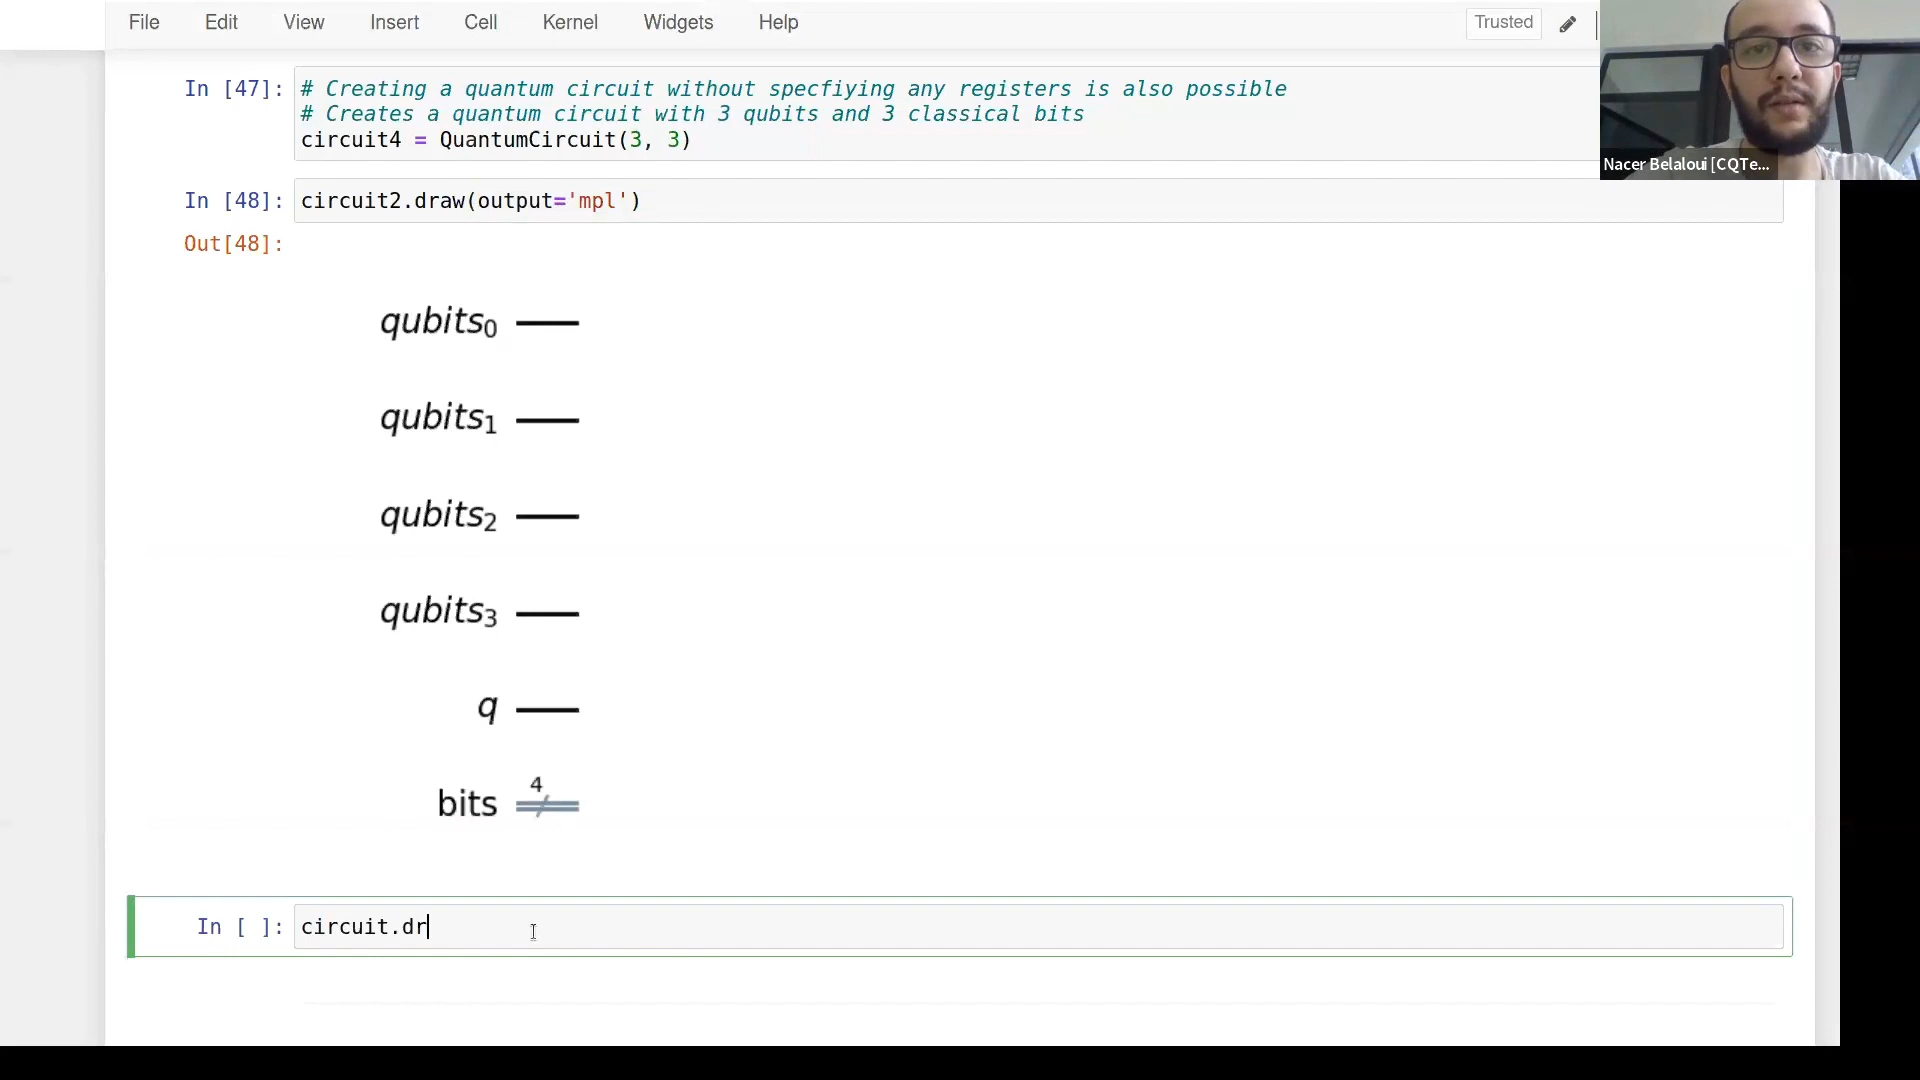 File Edit View Insert Cell Kernel Widgets Help Trusted
In [47]: # Creating a quantum circuit without specfiying any registers is also possible
# Creates a quantum circuit with 3 qubits and 3 classical bits
circuit4 = QuantumCircuit(3, 3)
Nacer Belaloui [CQTe...
In [48]: circuit2.draw(output='mpl')
Out[48]:
qubits0
qubits1
qubits2
qubits3
q
4
bits
In [ ]: circuit.dr